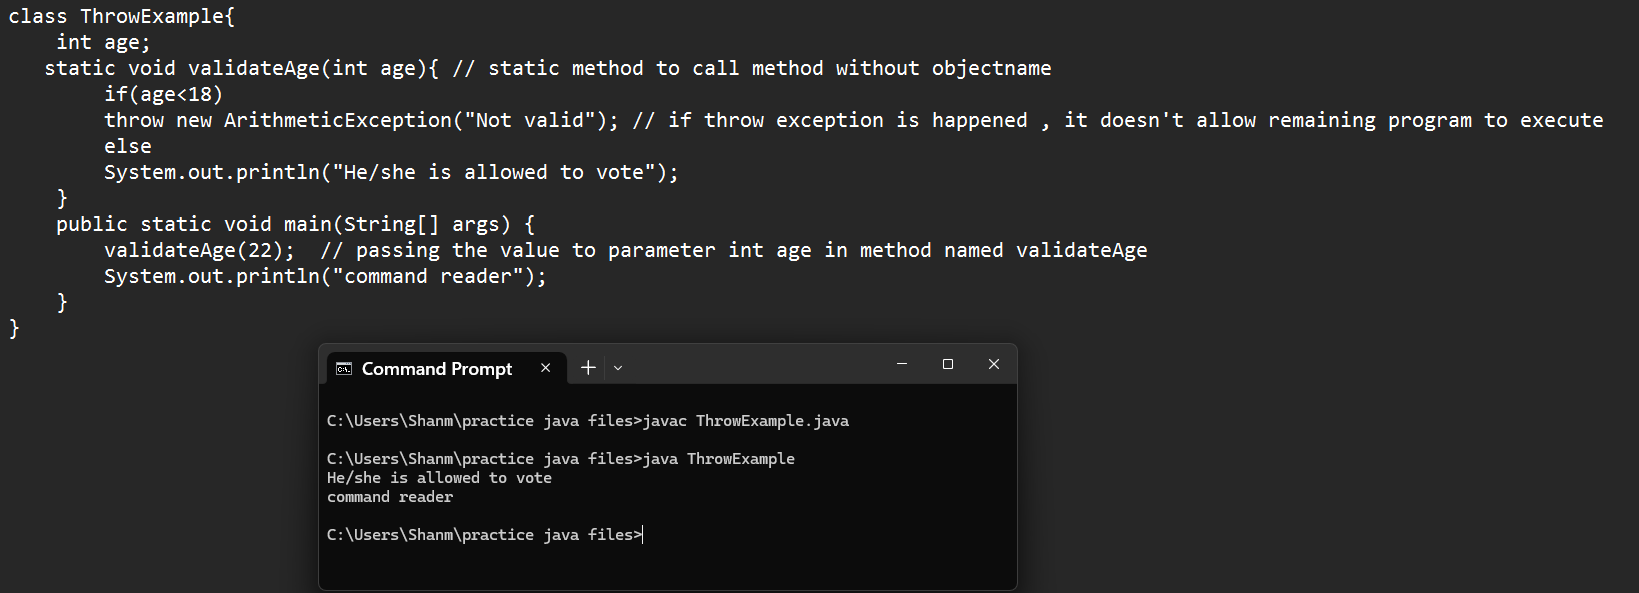 class ThrowExample{
int age;
static void validateAge(int age){ // static method to call method without objectname
if(age<18)
throw new ArithmeticException("Not valid"); // if throw exception is happened , it doesn't allow remaining program to execute
else
System.out.println("He/she is allowed to vote");
}
public static void main(String[] args) {
validateAge(22);  // passing the value to parameter int age in method named validateAge
System.out.println("command reader");
}
}
Command Prompt
C:\Users\Shanm\practice java files>javac ThrowExample.java
C:\Users\Shanm\practice java files>java ThrowExample
He/she is allowed to vote
command reader
C:\Users\Shanm\practice java files>